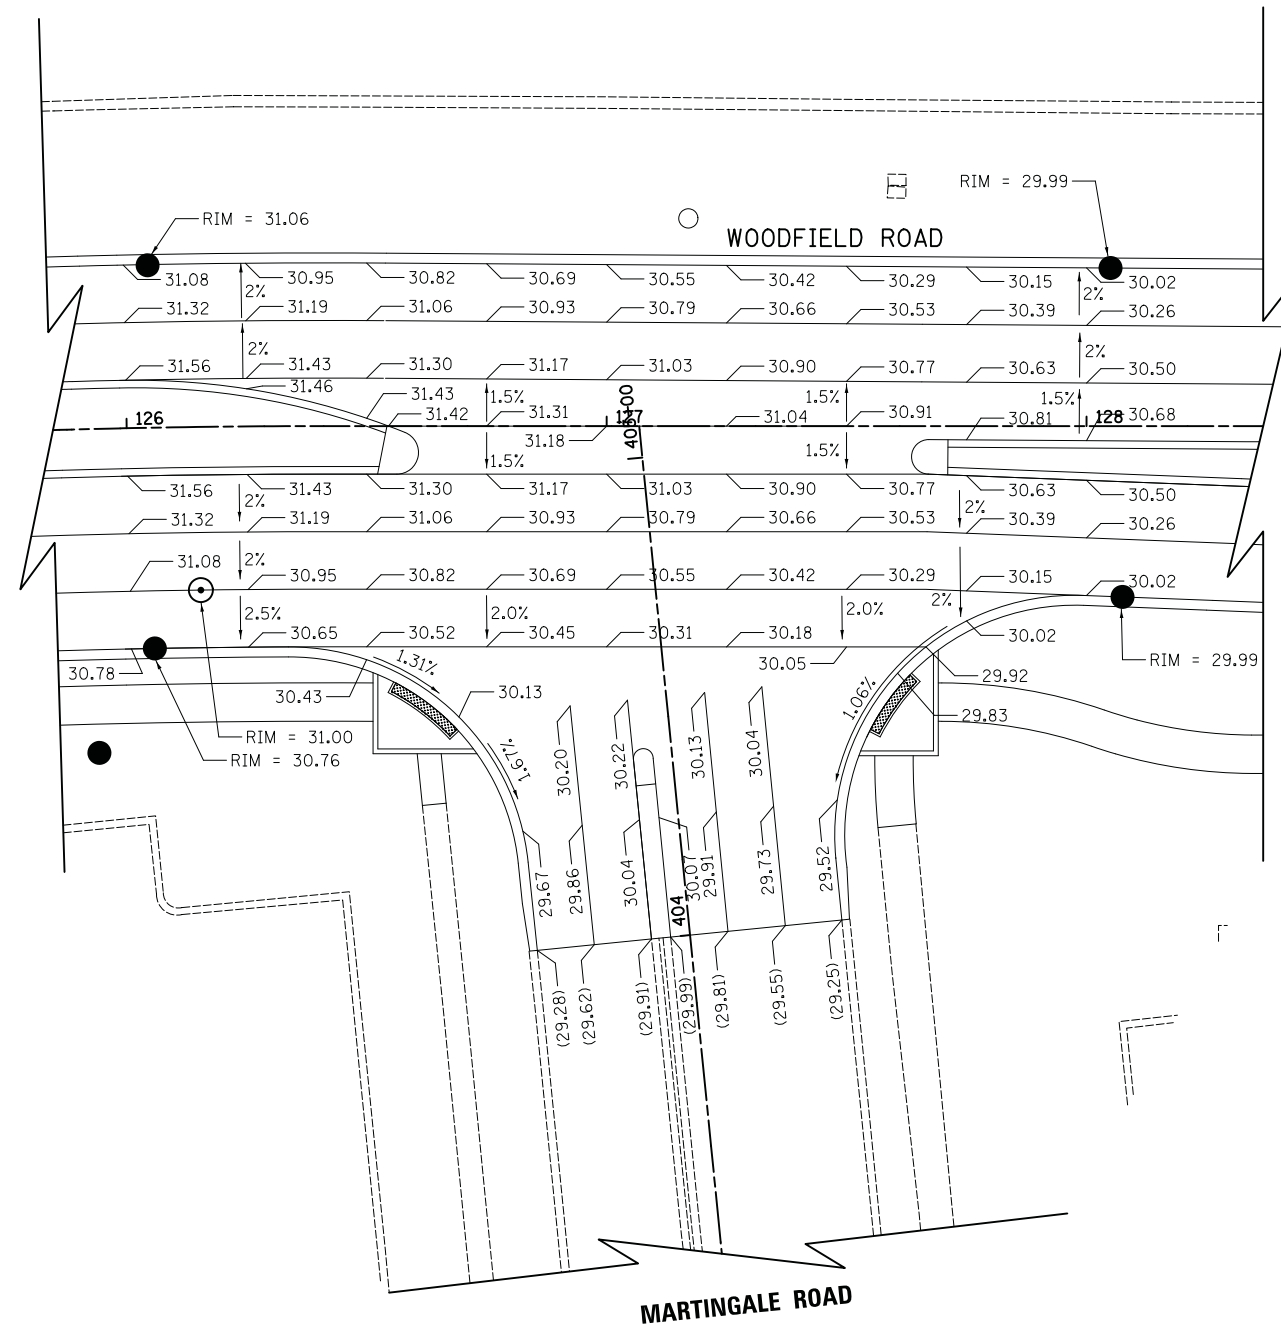 RIM = 29.99
RIM = 31.06
WOODFIELD ROAD
31.08 30.95 30.82 30.69 30.55 30.42 30.29 30.15 30.02
2% 2%
31.32 31.19 31.06 30.93 30.79 30.66 30.53 30.39 30.26
2% 2%
31.56 31.43 31.30 31.17 31.03 30.90 30.77 30.63 30.50
31.46 31.43 1.5% 1.5% 1.5%
126 31.42 31.31 127 31.04 30.91 30.81 128 30.68
31.18 403+00
1.5% 1.5%
31.56 31.43 31.30 31.17 31.03 30.90 30.77 30.63 30.50
2% 2%
31.32 31.19 31.06 30.93 30.79 30.66 30.53 30.39 30.26
31.08 2%
30.95 30.82 30.69 30.55 30.42 30.29 30.15 30.02
2.5% 2.0% 2.0% 2%
30.65 30.52 30.45 30.31 30.18 30.02
30.78 1.31% 30.05 29.92 RIM = 29.99
30.43 30.13 1.06% 29.83
RIM = 31.00
RIM = 30.76
1.67%
30.20 30.22 30.13 30.04
29.67 29.86 30.04 30.07 29.91 29.73 29.52
404
(29.28) (29.62) (29.91) (29.99) (29.81) (29.55) (29.25)
MARTINGALE ROAD